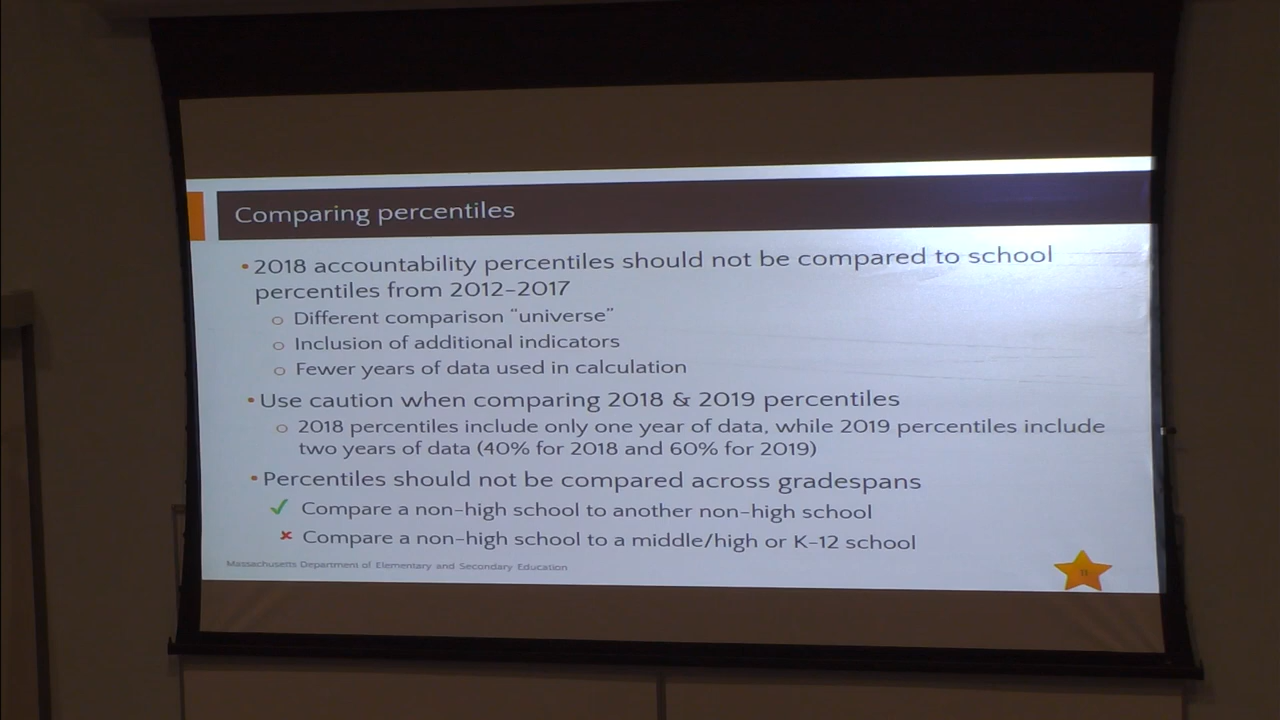 Comparing percentiles
•2018 accountability percentiles should not be compared to school
percentiles from 2012-2017
○ Different comparison "universe"
○ Inclusion of additional indicators
○ Fewer years of data used in calculation
•Use caution when comparing 2018 & 2019 percentiles
○ 2018 percentiles include only one year of data, while 2019 percentiles include
two years of data (40% for 2018 and 60% for 2019)
•Percentiles should not be compared across gradespans
✓ Compare a non-high school to another non-high school
✗ Compare a non-high school to a middle/high or K-12 school
Massachusetts Department of Elementary and Secondary Education
11